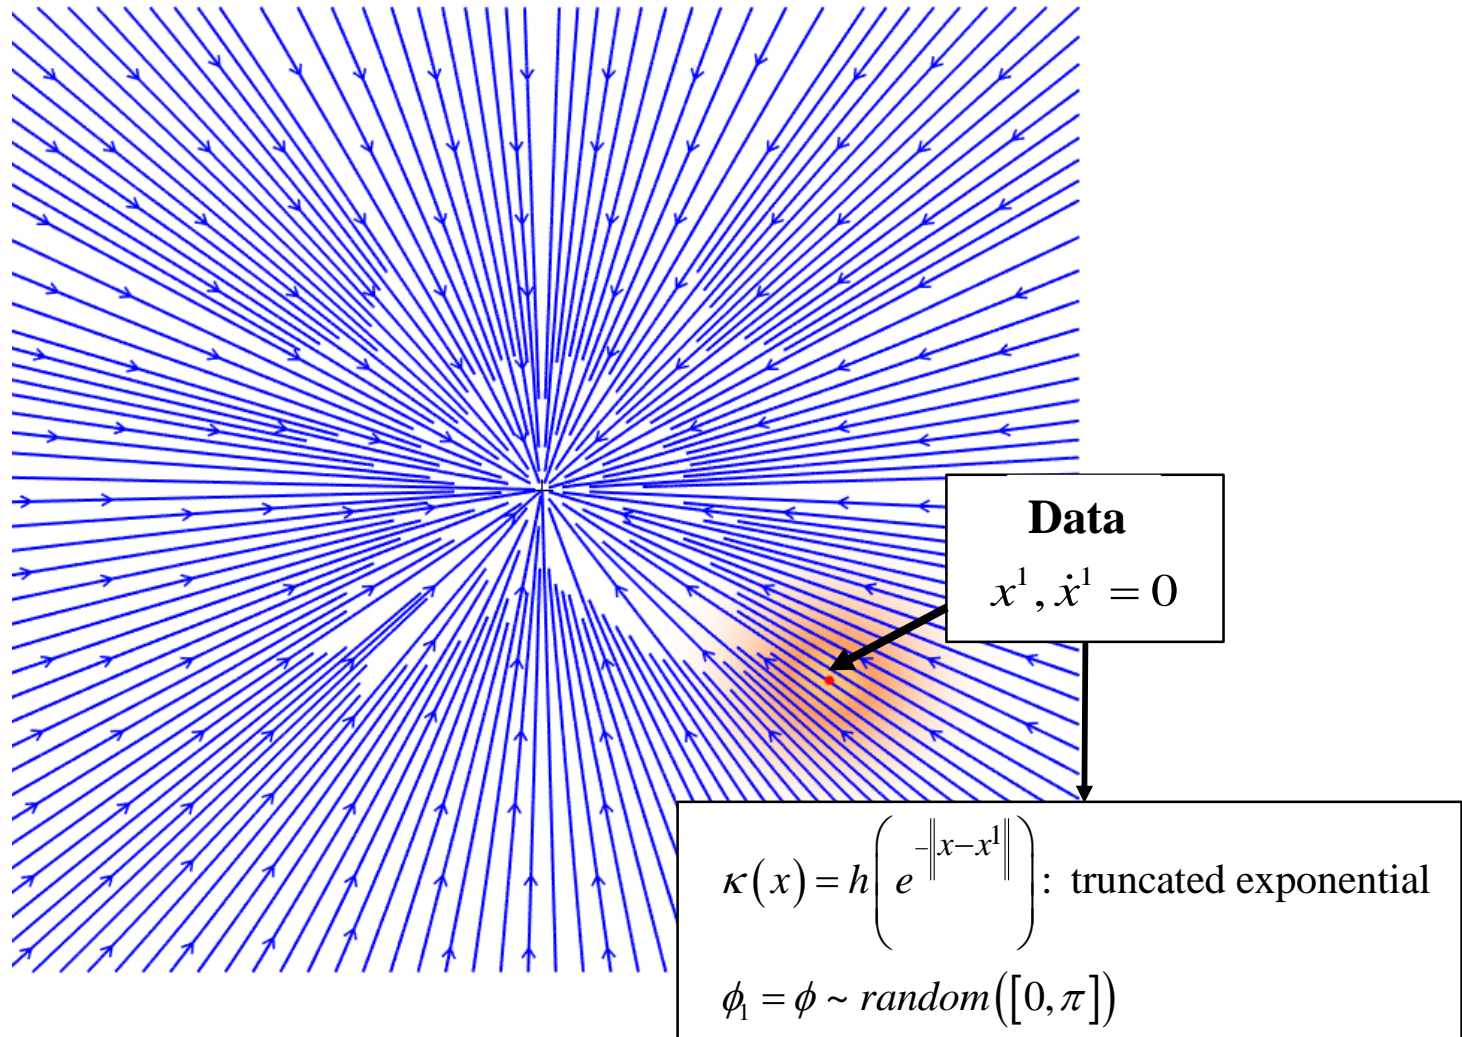 Data
x¹, ẋ¹ = 0
κ(x) = h(e^{-‖x−x¹‖}): truncated exponential
ϕ₁ = ϕ ~ random([0, π])